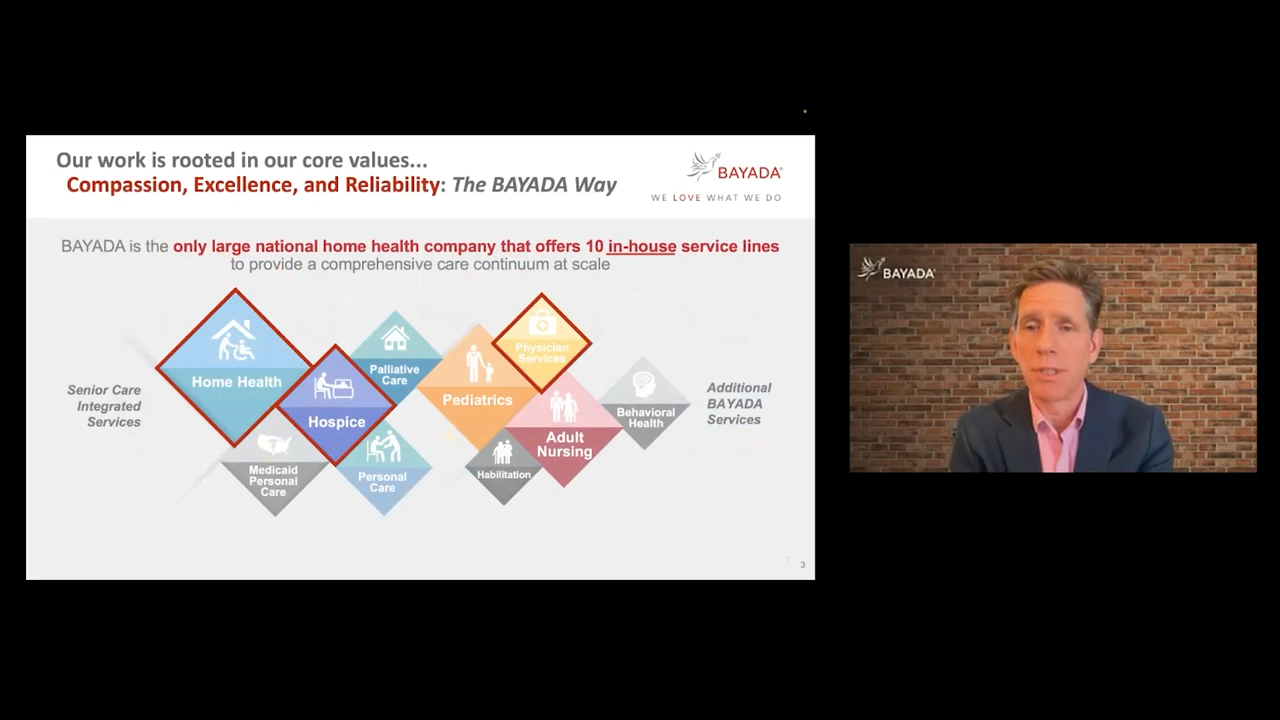 Our work is rooted in our core values...
Compassion, Excellence, and Reliability: The BAYADA Way
BAYADA®
WE LOVE WHAT WE DO
BAYADA is the only large national home health company that offers 10 in-house service lines
to provide a comprehensive care continuum at scale
Senior Care
Integrated
Services
Home Health
Hospice
Palliative
Care
Medicaid
Personal
Care
Personal
Care
Pediatrics
Physician
Services
Adult
Nursing
Habilitation
Behavioral
Health
Additional
BAYADA
Services
3
BAYADA®